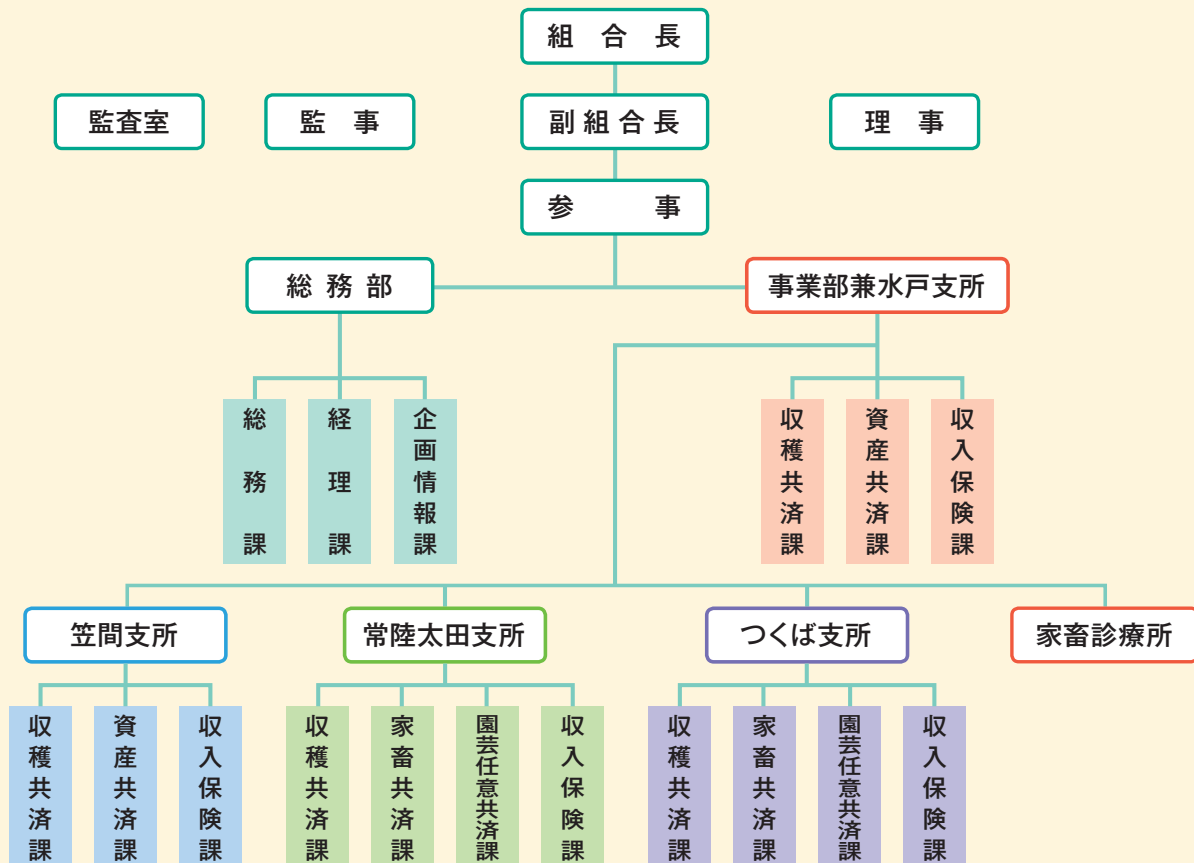 組合長
監査室
監事
副組合長
理事
参事
総務部
事業部兼水戸支所
総務課
経理課
企画情報課
収穫共済課
資産共済課
収入保険課
笠間支所
常陸太田支所
つくば支所
家畜診療所
収穫共済課
資産共済課
収入保険課
収穫共済課
家畜共済課
園芸任意共済課
収入保険課
収穫共済課
家畜共済課
園芸任意共済課
収入保険課